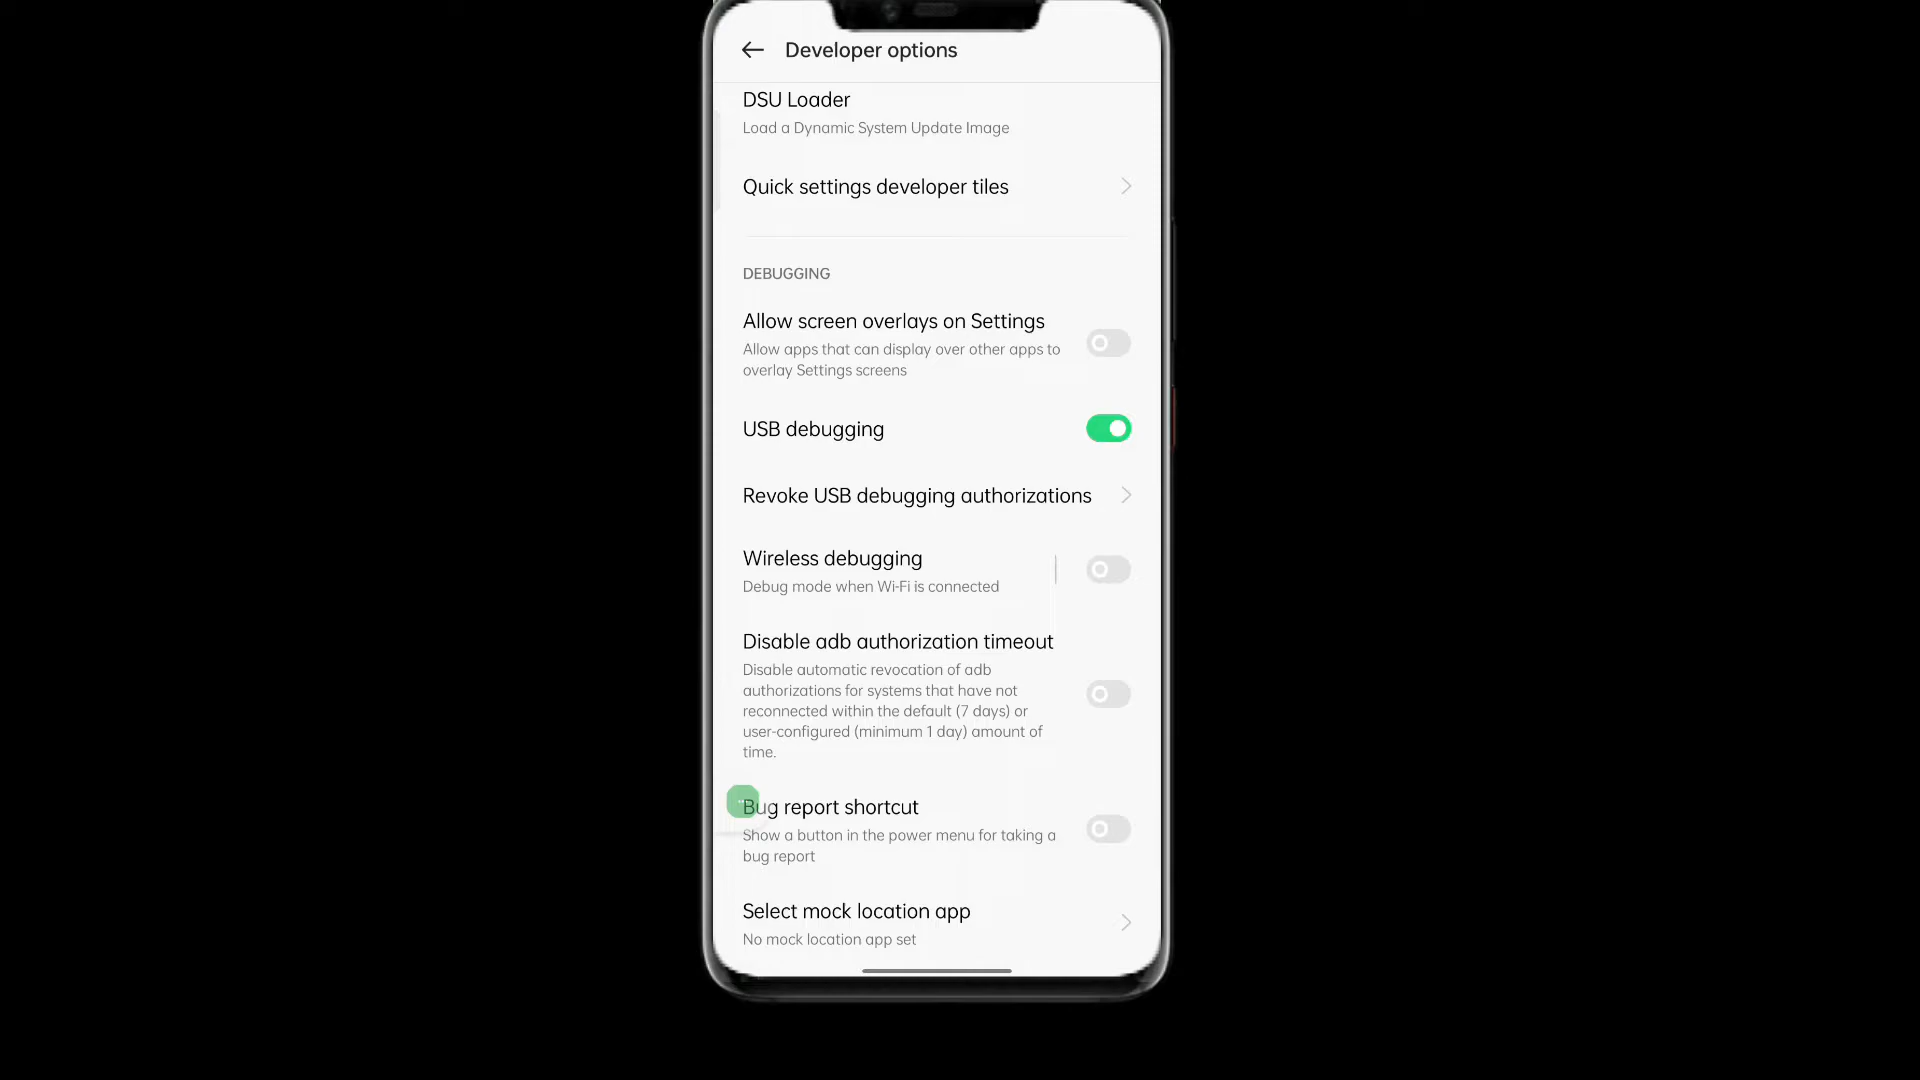 Developer options
DSU Loader
Load a Dynamic System Update Image
Quick settings developer tiles
DEBUGGING
Allow screen overlays on Settings
Allow apps that can display over other apps to
overlay Settings screens
USB debugging
Revoke USB debugging authorizations
Wireless debugging
Debug mode when Wi-Fi is connected
Disable adb authorization timeout
Disable automatic revocation of adb
authorizations for systems that have not
reconnected within the default (7 days) or
user-configured (minimum 1 day) amount of
time.
Bug report shortcut
Show a button in the power menu for taking a
bug report
Select mock location app
No mock location app set